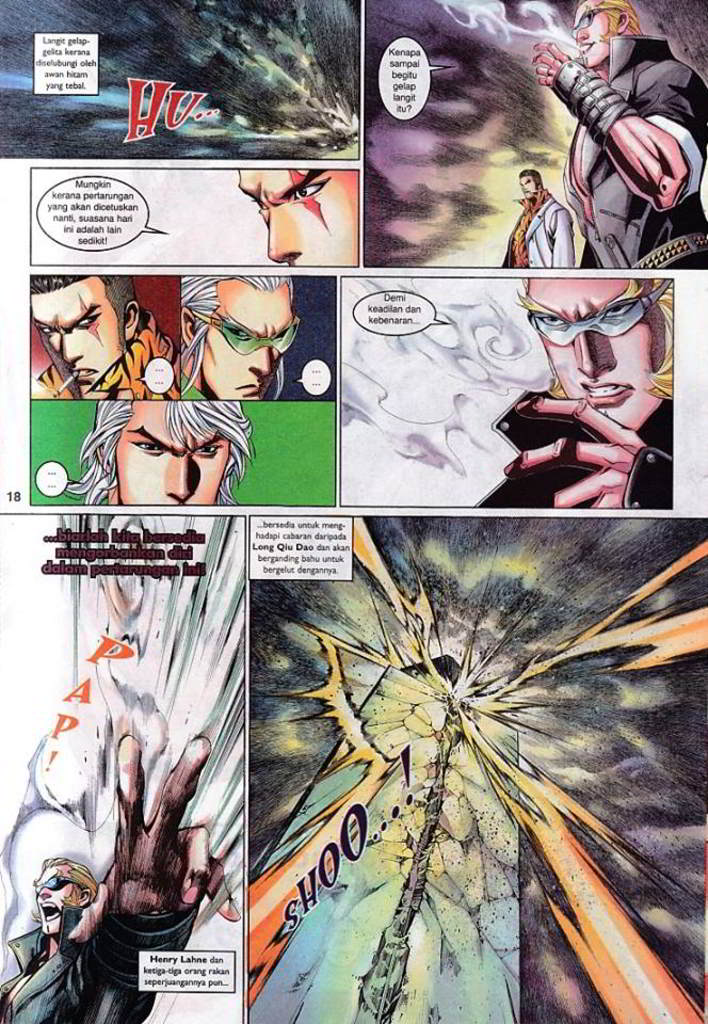 Langit gelap-
gelita kerana
diselubungi oleh
awan hitam
yang tebal.
HU...
Kenapa
sampai
begitu
gelap
langit
itu?
Mungkin
kerana pertarungan
yang akan dicetuskan
nanti, suasana hari
ini adalah lain
sedikit!
...
...
...
...
...
...
Demi
keadilan dan
kebenaran...
18
...biarlah kita bersedia
mengorbankan diri
dalam pertarungan ini!
PAP!
Henry Lahne dan
ketiga-tiga orang rakan
seperjuangannya pun...
...bersedia untuk meng-
hadapi cabaran daripada
Long Qiu Dao dan akan
berganding bahu untuk
bergelut dengannya.
SHOO....!